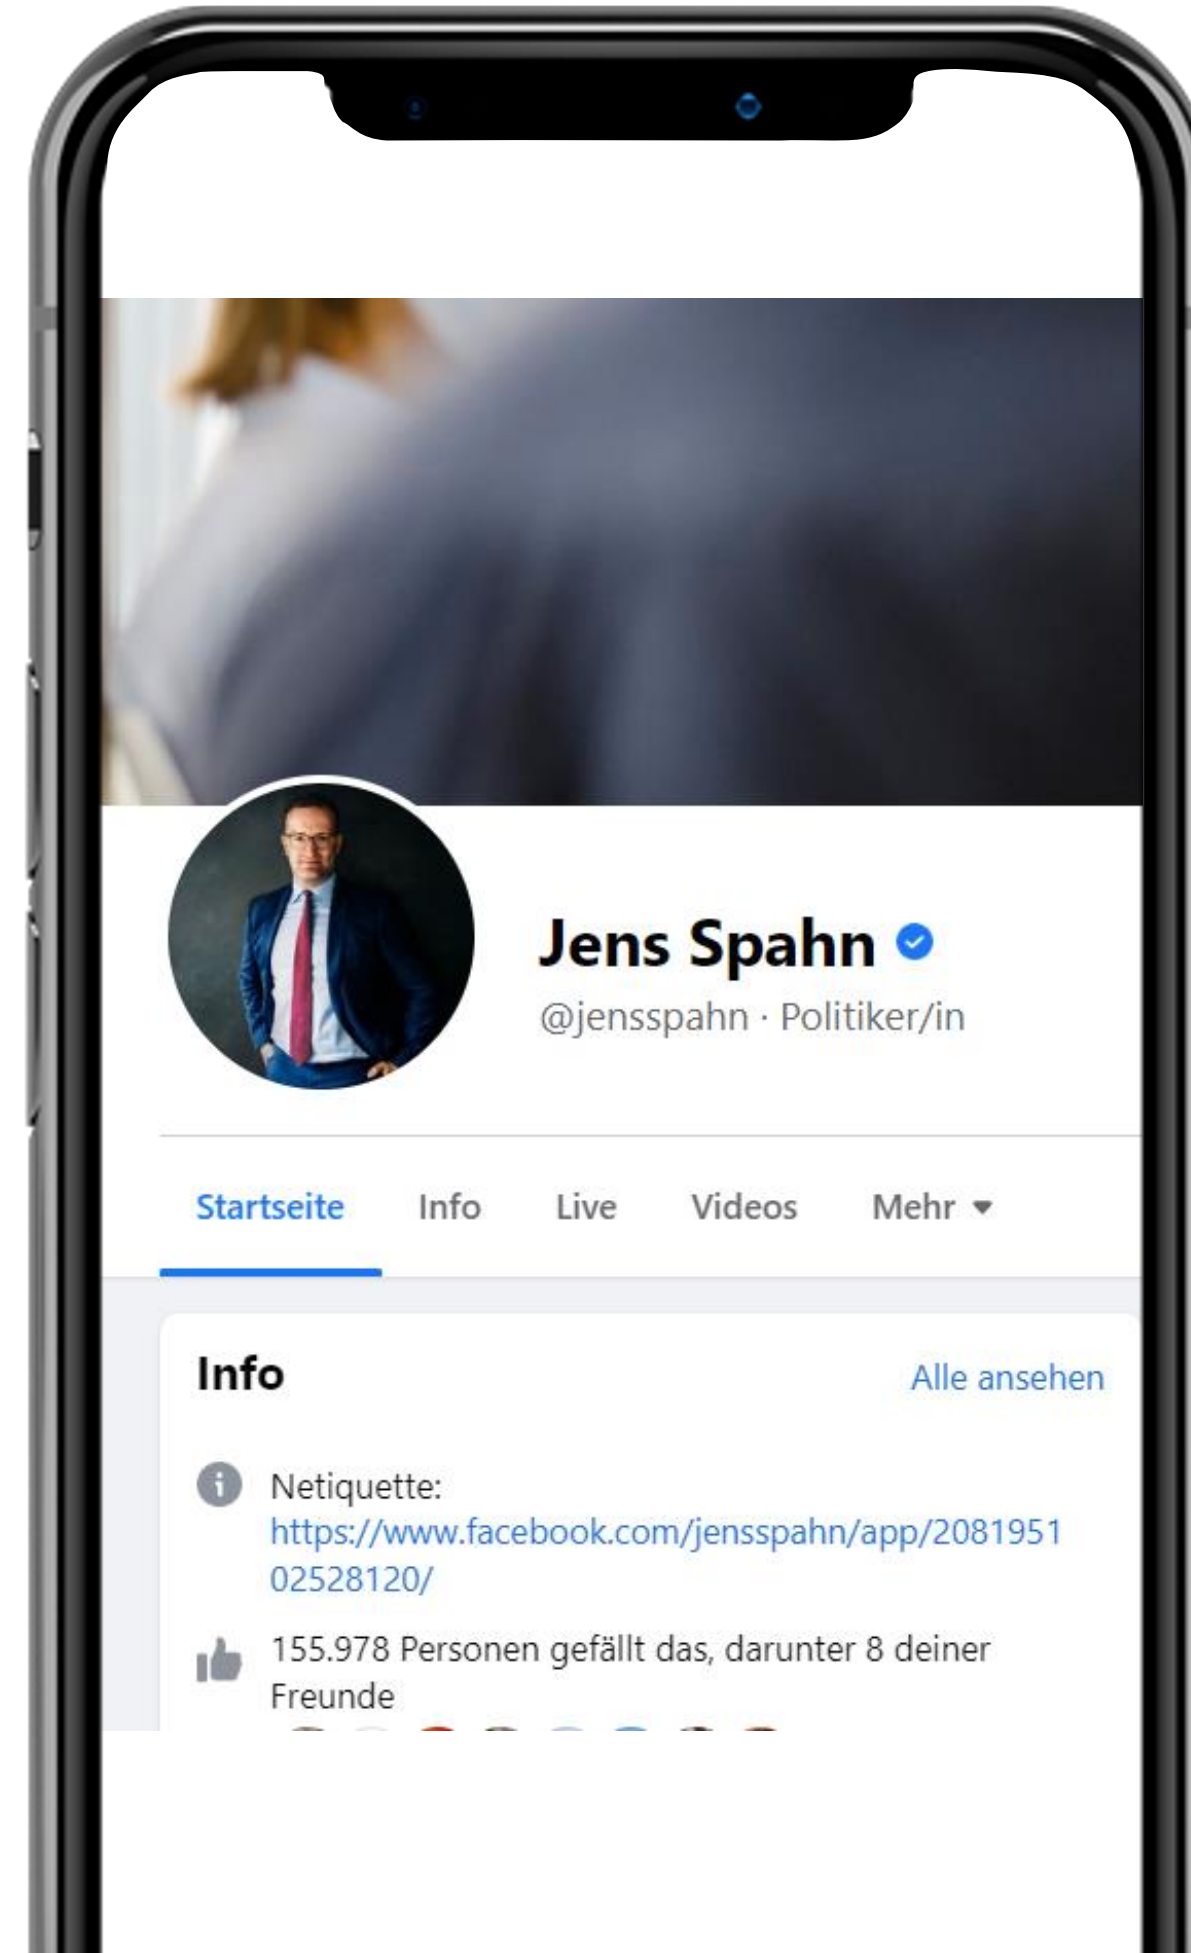 Jens Spahn
@jensspahn · Politiker/in
Startseite Info Live Videos Mehr
Info Alle ansehen
Netiquette:
https://www.facebook.com/jensspahn/app/2081951
02528120/
155.978 Personen gefällt das, darunter 8 deiner
Freunde